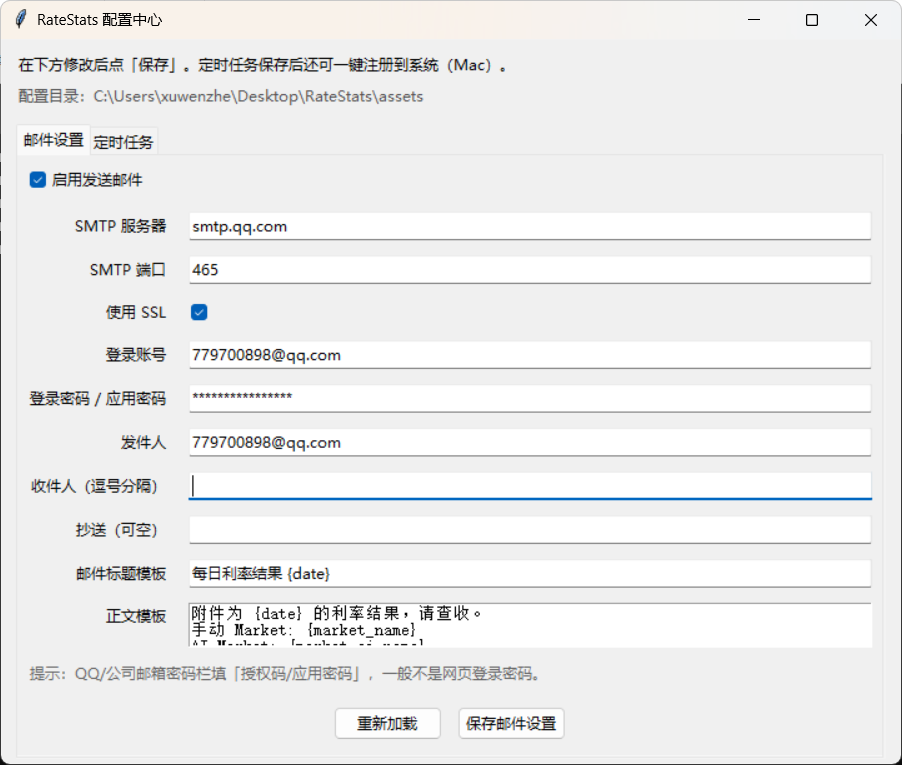 RateStats 配置中心
在下方修改后点「保存」。定时任务保存后还可一键注册到系统（Mac）。
配置目录：C:\Users\xuwenzhe\Desktop\RateStats\assets
邮件设置 定时任务
启用发送邮件
SMTP 服务器 smtp.qq.com
SMTP 端口 465
使用 SSL
登录账号 779700898@qq.com
登录密码 / 应用密码 ****************
发件人 779700898@qq.com
收件人（逗号分隔）
抄送（可空）
邮件标题模板 每日利率结果 {date}
正文模板 附件为 {date} 的利率结果，请查收。
手动 Market: {market_name}
AI Market: {market_ai_name}
提示：QQ/公司邮箱密码栏填「授权码/应用密码」，一般不是网页登录密码。
重新加载 保存邮件设置